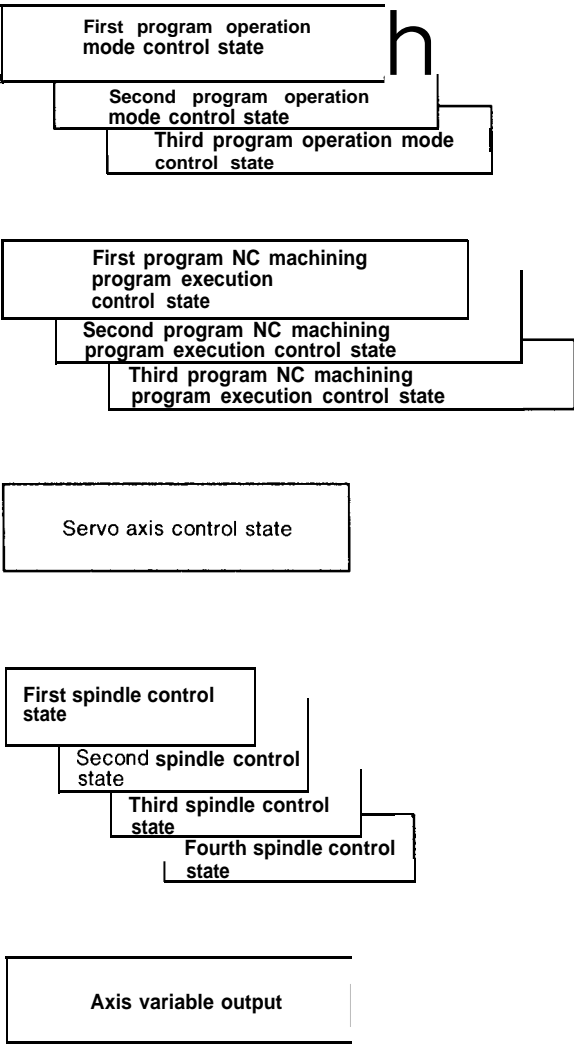 First program operation
mode control state
h
Second program operation
mode control state
Third program operation mode
control state
First program NC machining
program execution
control state
Second program NC machining
program execution control state
Third program NC machining
program execution control state
Servo axis control state
First spindle control
state
Second spindle control
state
Third spindle control
state
Fourth spindle control
state
Axis variable output